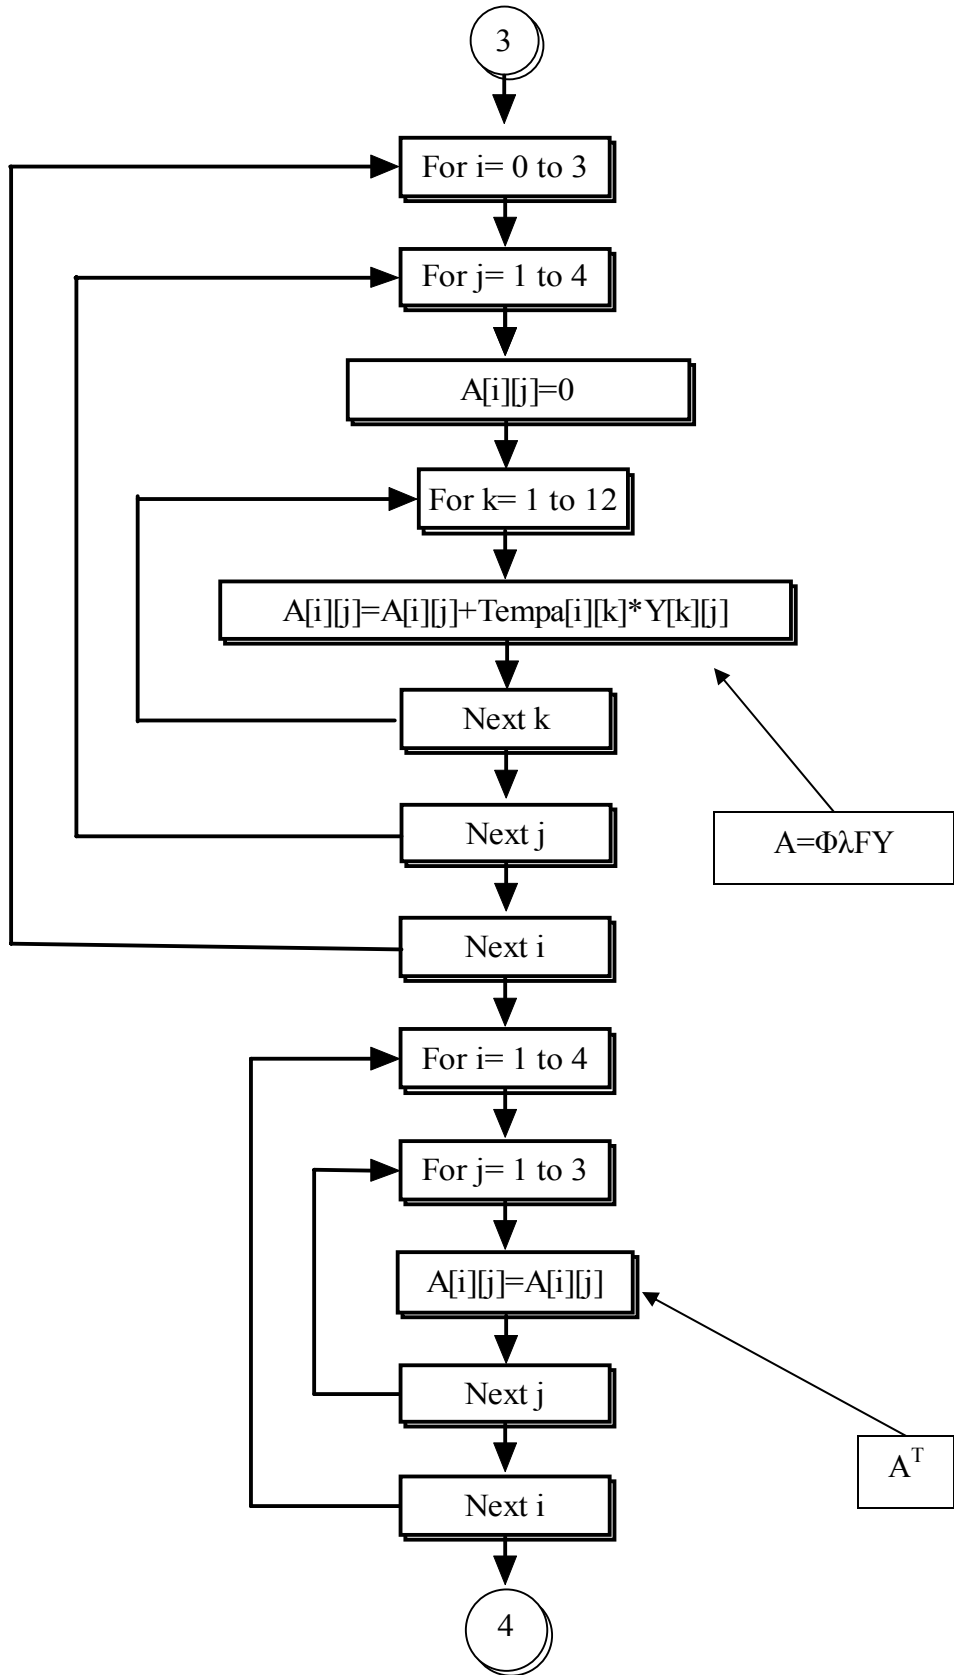 3
For i= 0 to 3
For j= 1 to 4
A[i][j]=0
For k= 1 to 12
A[i][j]=A[i][j]+Tempa[i][k]*Y[k][j]
Next k
Next j
A=ΦλFY
Next i
For i= 1 to 4
For j= 1 to 3
A[i][j]=A[i][j]
Next j
Aᵀ
Next i
4